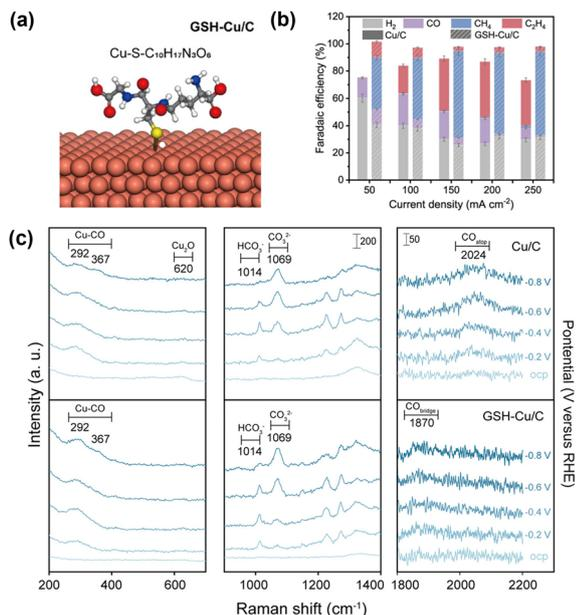 (a)
GSH-Cu/C
Cu-S-C₁₀H₁₇N₃O₆
(b)
H₂ CO CH₄ C₂H₄
Cu/C GSH-Cu/C
Faradaic efficiency (%)
120
100
80
60
40
20
0
50 100 150 200 250
Current density (mA cm⁻²)
(c)
Cu-CO
292 367
Cu₂O
620
HCO₃⁻
1014
CO₃²⁻
1069
200
50
CO atop
2024
Cu/C
-0.8 V
-0.6 V
-0.4 V
-0.2 V
ocp
Cu-CO
292
367
HCO₃⁻
1014
CO₃²⁻
1069
CO bridge
1870
GSH-Cu/C
-0.8 V
-0.6 V
-0.4 V
-0.2 V
ocp
Intensity (a. u.)
Potential (V versus RHE)
200 400 600
1000 1200 1400
1800 2000 2200
Raman shift (cm⁻¹)